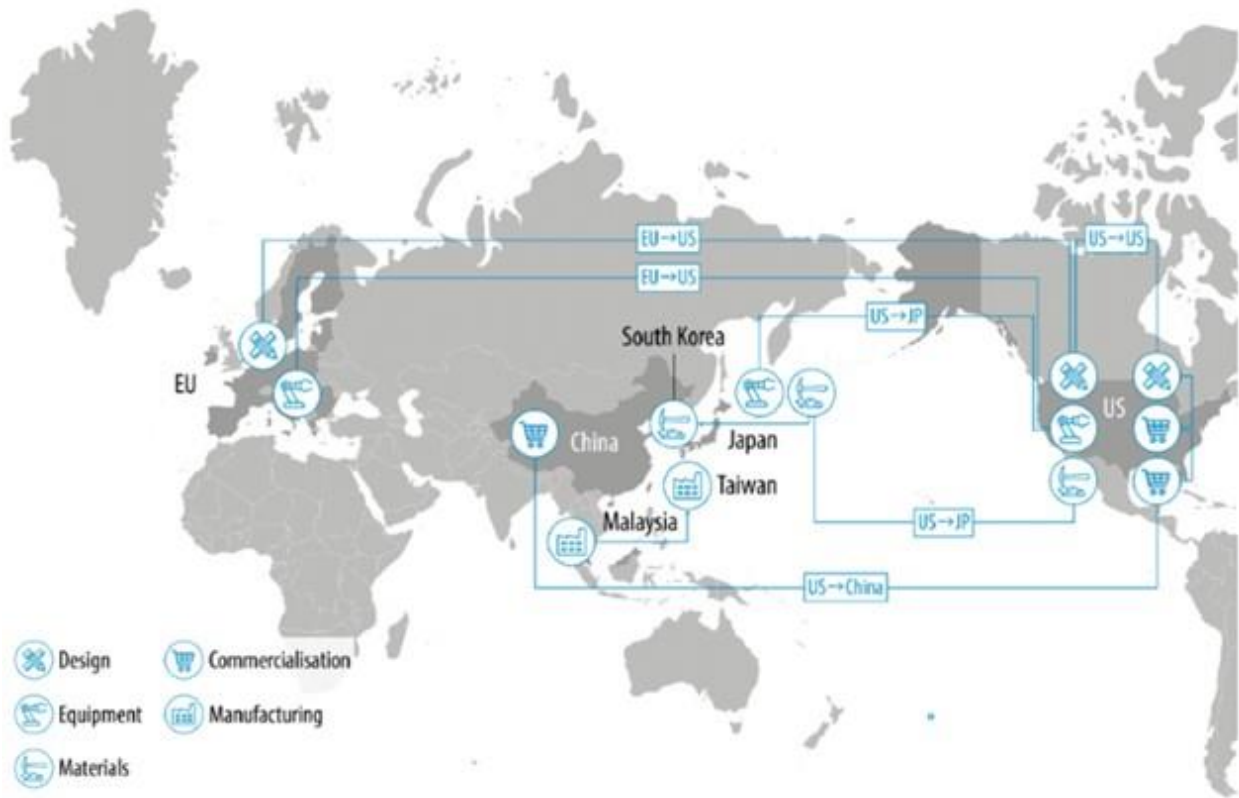 EU→US
US→US
EU→US
US→JP
South Korea
EU
US
China
Japan
Taiwan
Malaysia
US→JP
US→China
Design
Commercialisation
Equipment
Manufacturing
Materials